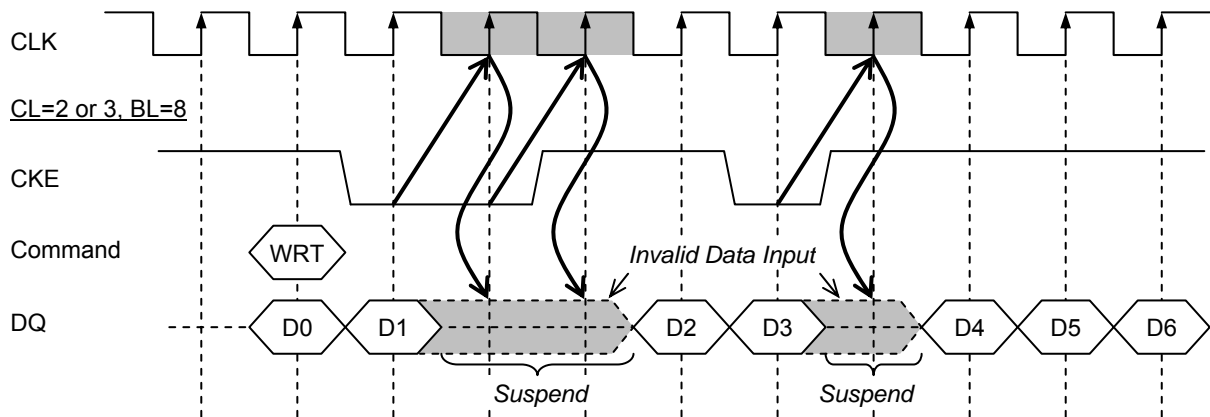 CLK
CL=2 or 3, BL=8
CKE
Command
WRT
Invalid Data Input
DQ
D0 D1 D2 D3 D4 D5 D6
Suspend Suspend